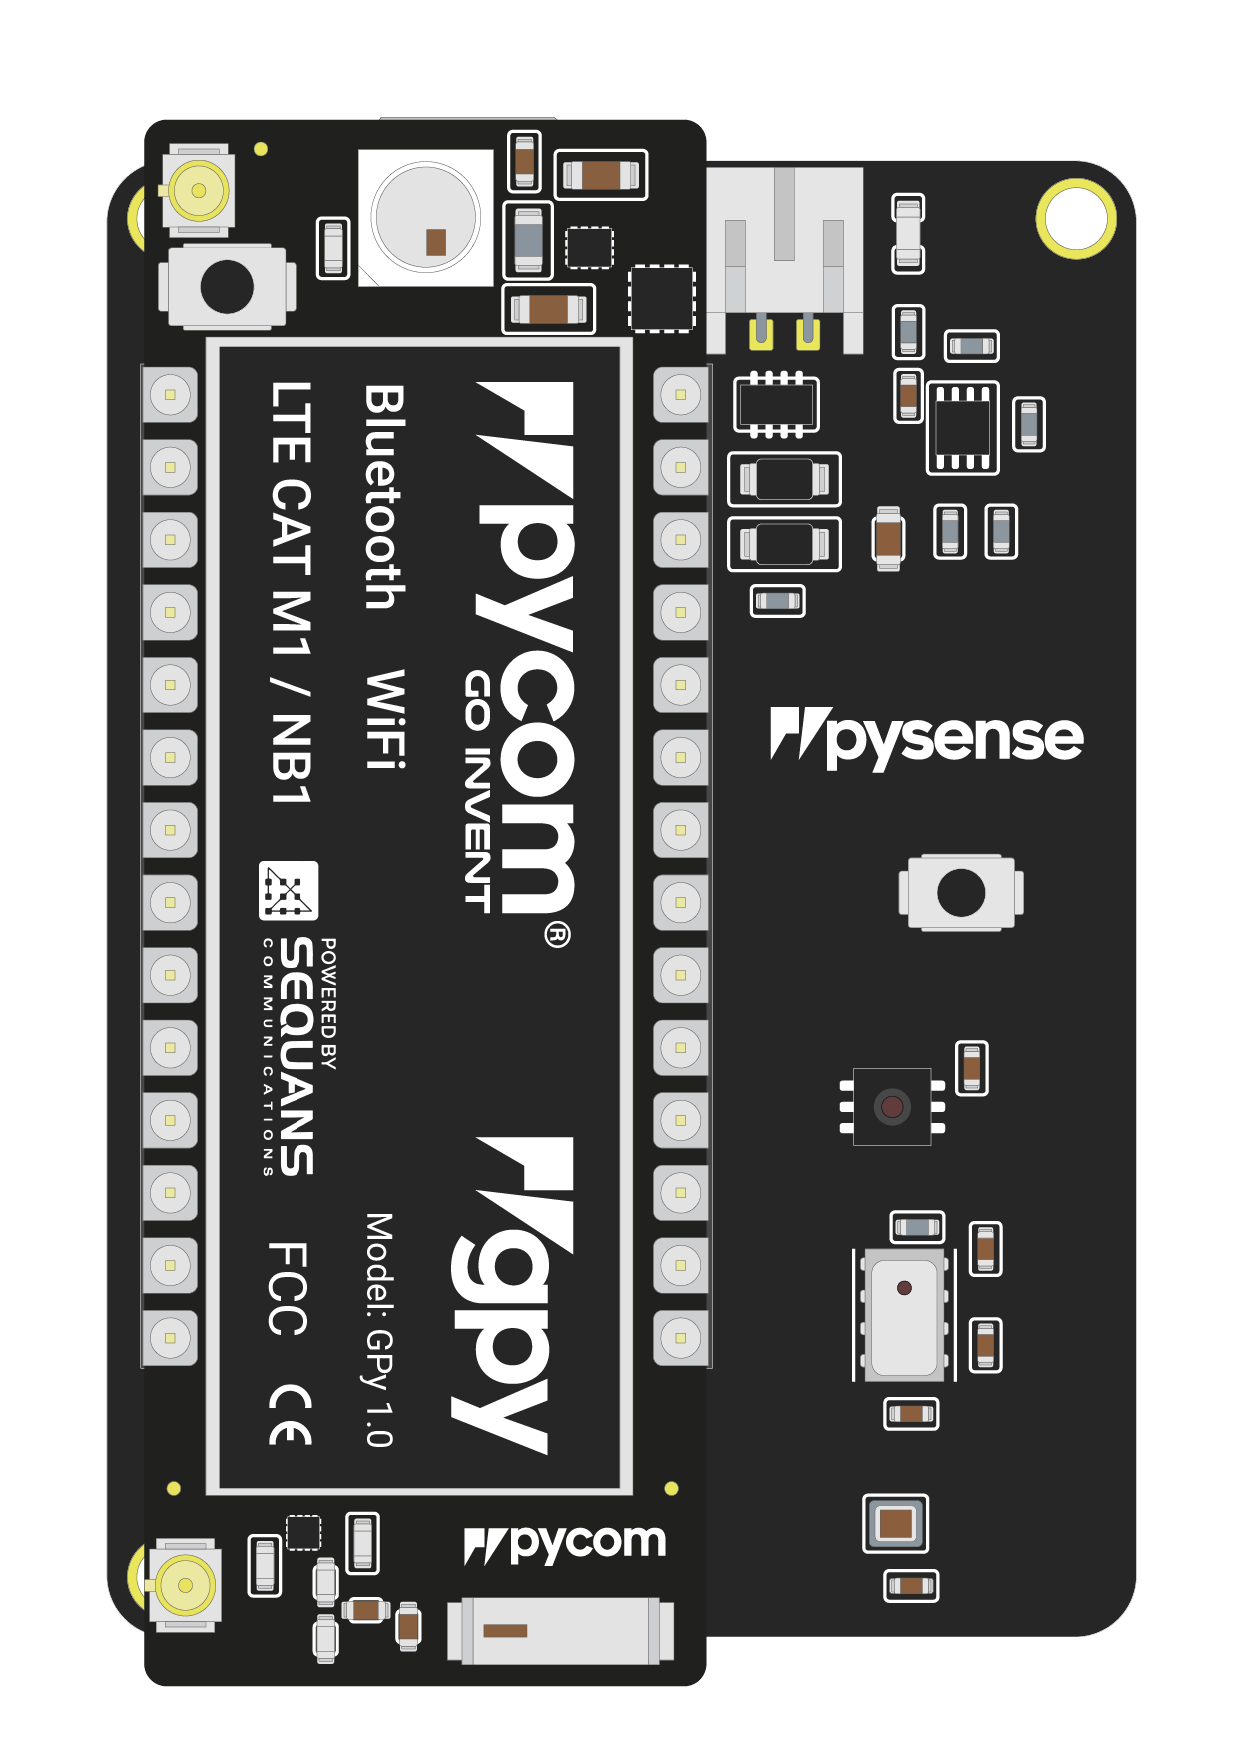 pycom®
GO INVENT
gpy
Bluetooth WiFi
Model: GPy 1.0
LTE CAT M1 / NB1
POWERED BY
SEQUANS
COMMUNICATIONS
FCC CE
pysense
pycom